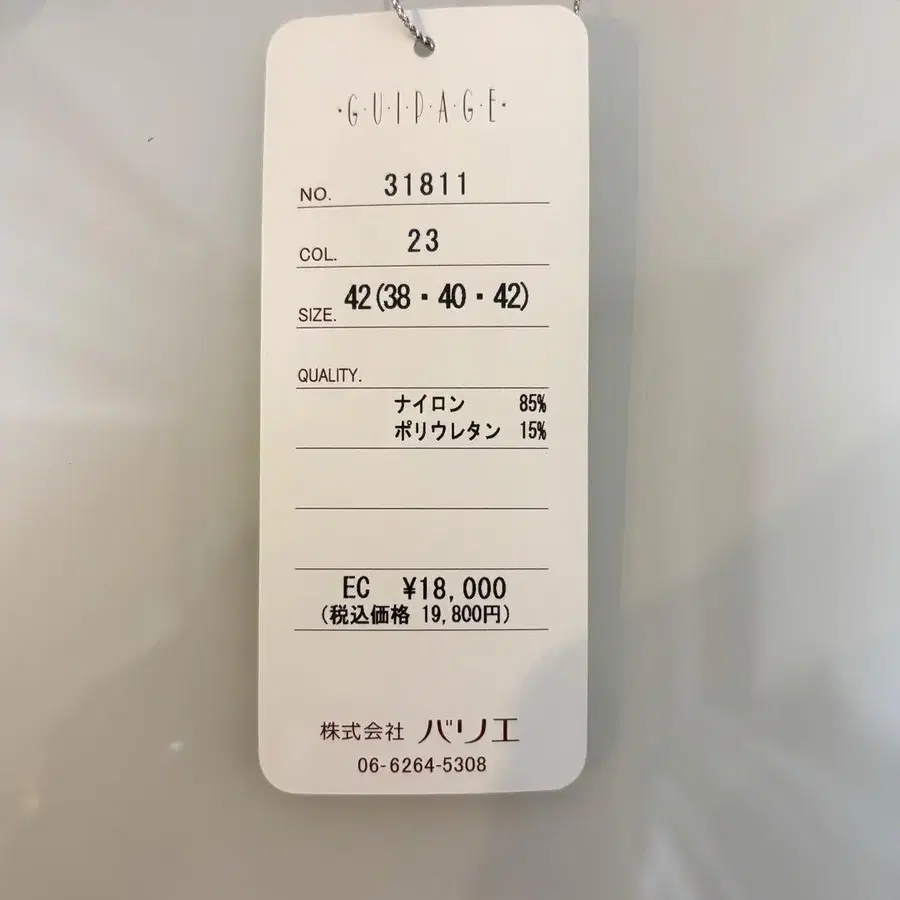 ·G·U·I·P·A·G·E·
NO. 31811
COL. 23
SIZE. 42(38・40・42)
QUALITY.
ナイロン 85%
ポリウレタン 15%
EC ¥18,000
(税込価格 19,800円)
株式会社 バリエ
06-6264-5308